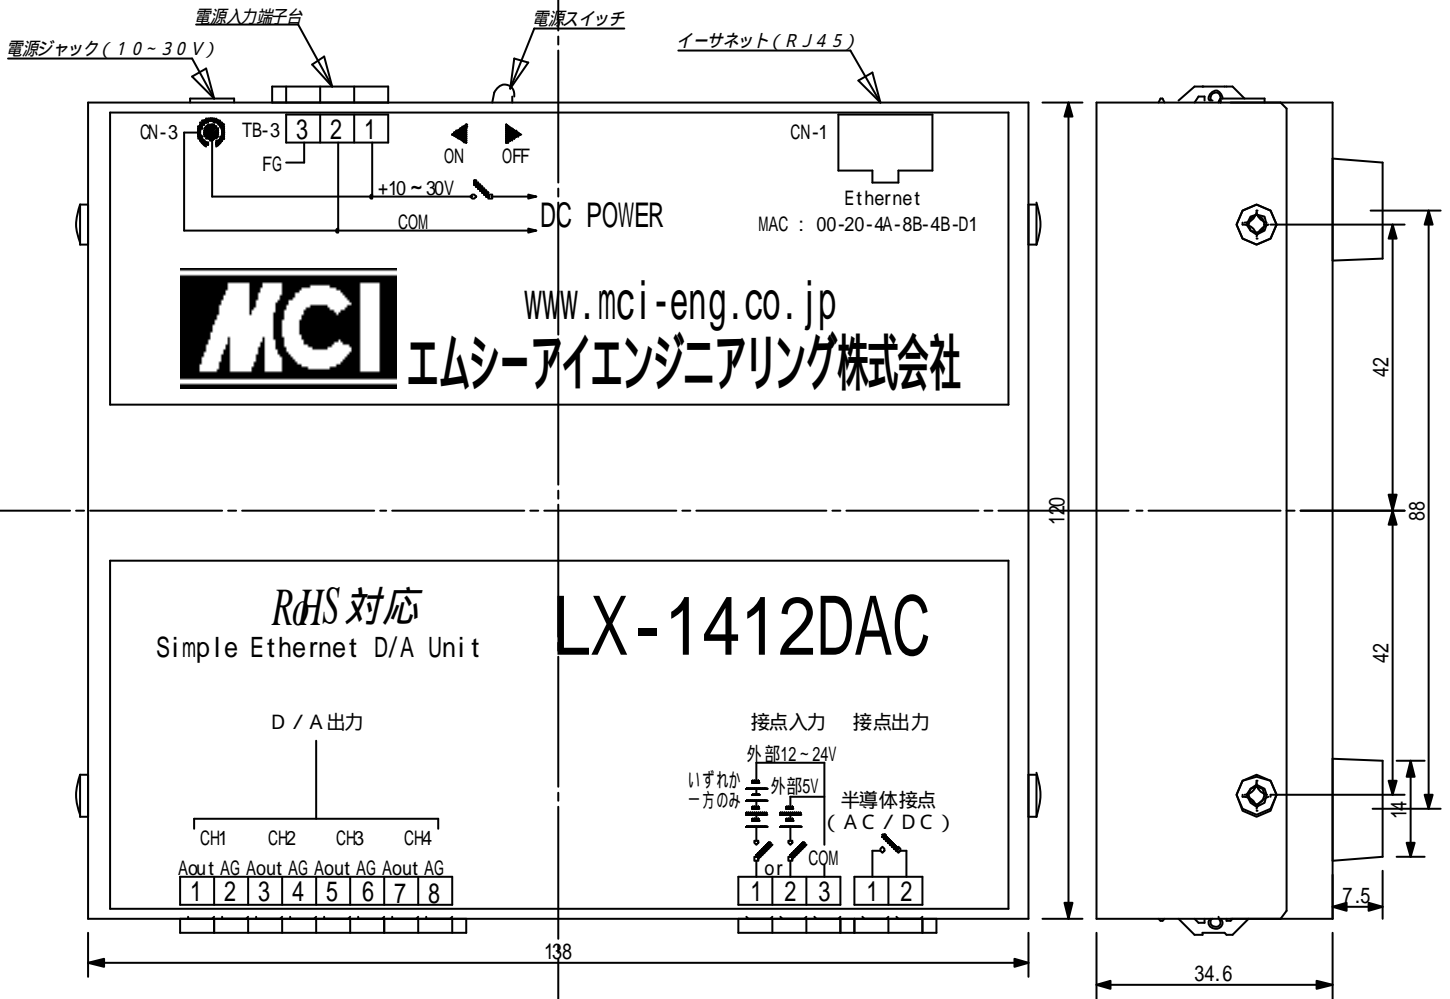 電源入力端子台
電源スイッチ
電源ジャック(10~30V)
イーサネット(RJ45)
CN-3
TB-3
3 2 1
FG
ON
OFF
CN-1
+10~30V
COM
DC POWER
Ethernet
MAC : 00-20-4A-8B-4B-D1
MCI
www.mci-eng.co.jp
エムシーアイエンジニアリング株式会社
42
120
88
RoHS対応
Simple Ethernet D/A Unit
LX-1412DAC
42
D/A出力
接点入力
接点出力
外部12~24V
いずれか
一方のみ
外部5V
半導体接点
(AC/DC)
14
CH1 CH2 CH3 CH4
COM
Aout AG Aout AG Aout AG Aout AG
or
1 2 3 4 5 6 7 8
1 2 3
1 2
7.5
138
34.6